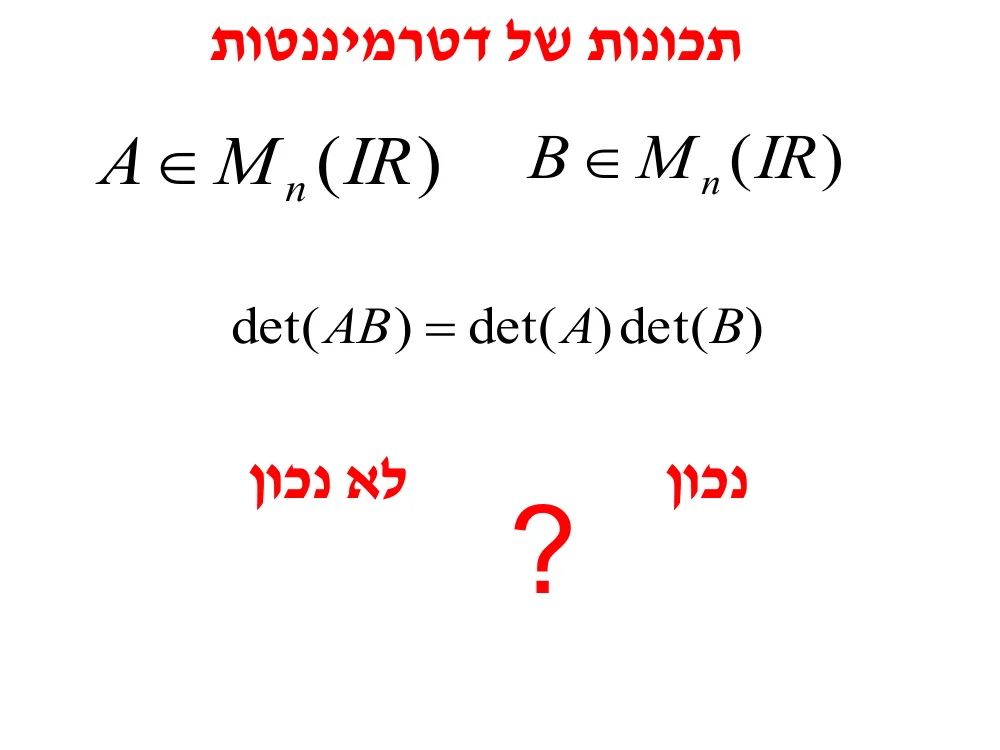 תכונות של דטרמיננטות
A ∈ M_n (IR) B ∈ M_n (IR)
det( AB ) = det( A) det( B)
נכון לא נכון
?